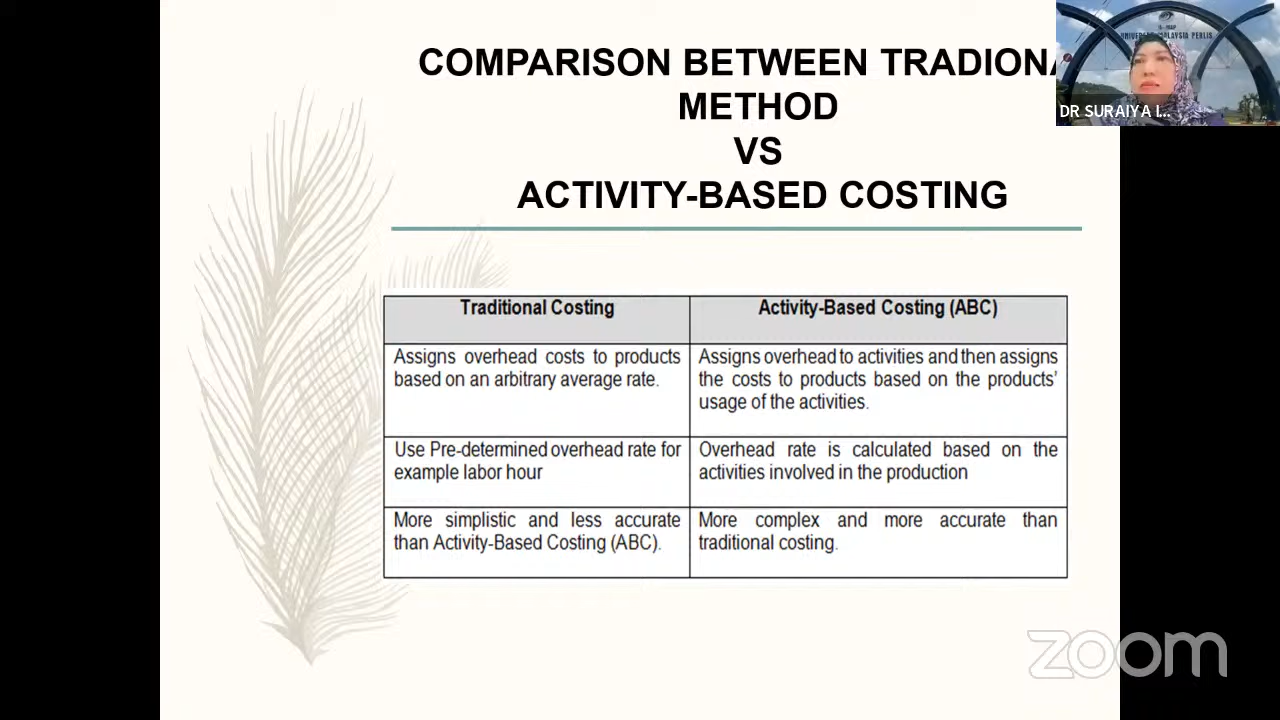 COMPARISON BETWEEN TRADIONA
METHOD
VS
ACTIVITY-BASED COSTING
UNIVERSITI MALAYSIA PERLIS
DR SURAIYA I...
Traditional Costing
Activity-Based Costing (ABC)
Assigns overhead costs to products
based on an arbitrary average rate.
Assigns overhead to activities and then assigns
the costs to products based on the products’
usage of the activities.
Use Pre-determined overhead rate for
example labor hour
Overhead rate is calculated based on the
activities involved in the production
More simplistic and less accurate
than Activity-Based Costing (ABC).
More complex and more accurate than
traditional costing.
zoom